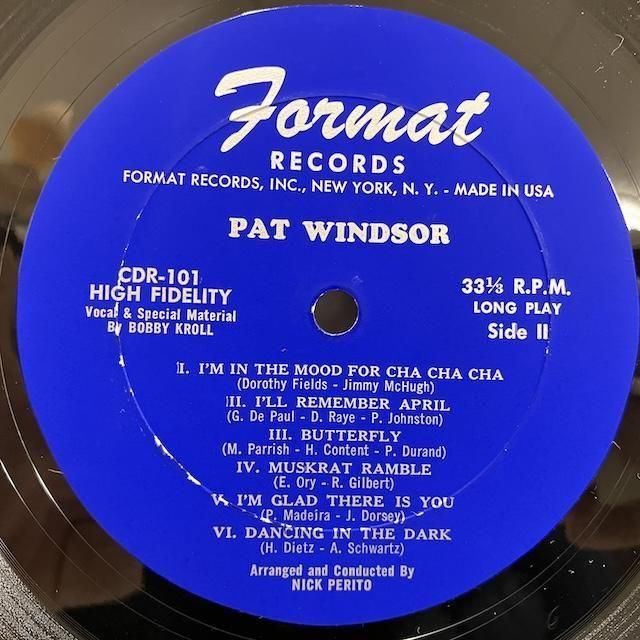 Format
RECORDS
FORMAT RECORDS, INC., NEW YORK, N. Y. - MADE IN USA
PAT WINDSOR
CDR-101
HIGH FIDELITY
Vocal & Special Material
By BOBBY KROLL
33⅓ R.P.M.
LONG PLAY
Side II
I. I'M IN THE MOOD FOR CHA CHA CHA
(Dorothy Fields - Jimmy McHugh)
II. I'LL REMEMBER APRIL
(G. De Paul - D. Raye - P. Johnston)
III. BUTTERFLY
(M. Parrish - H. Content - P. Durand)
IV. MUSKRAT RAMBLE
(E. Ory - R. Gilbert)
V. I'M GLAD THERE IS YOU
(P. Madeira - J. Dorsey)
VI. DANCING IN THE DARK
(H. Dietz - A. Schwartz)
Arranged and Conducted By
NICK PERITO